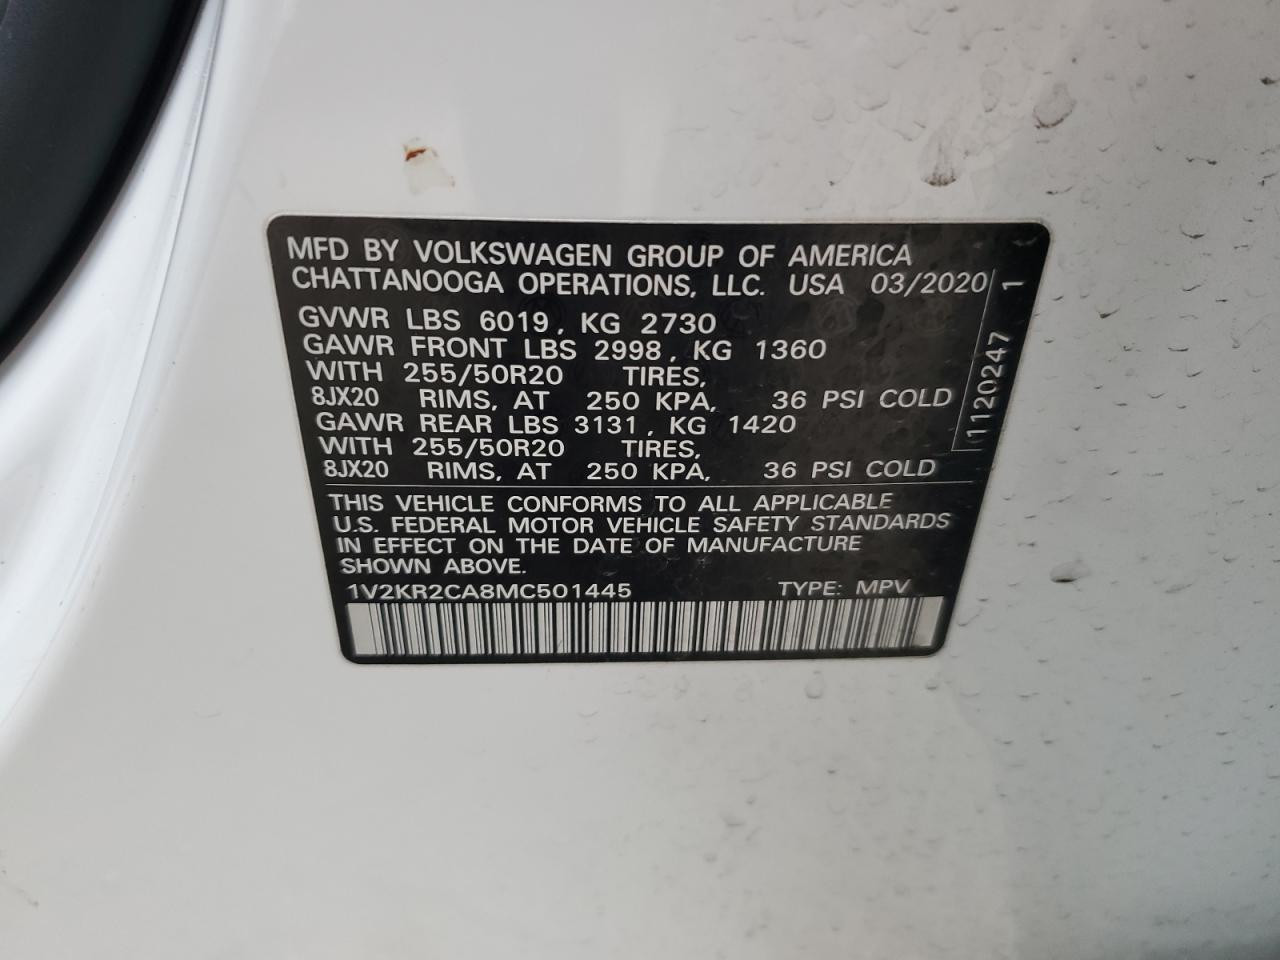 MFD BY VOLKSWAGEN GROUP OF AMERICA
CHATTANOOGA OPERATIONS, LLC. USA 03/2020
GVWR LBS 6019, KG 2730
GAWR FRONT LBS 2998, KG 1360
WITH 255/50R20 TIRES,
8JX20 RIMS, AT 250 KPA, 36 PSI COLD
GAWR REAR LBS 3131, KG 1420
WITH 255/50R20 TIRES,
8JX20 RIMS, AT 250 KPA, 36 PSI COLD
1120247 1
THIS VEHICLE CONFORMS TO ALL APPLICABLE
U.S. FEDERAL MOTOR VEHICLE SAFETY STANDARDS
IN EFFECT ON THE DATE OF MANUFACTURE
SHOWN ABOVE.
1V2KR2CA8MC501445 TYPE: MPV